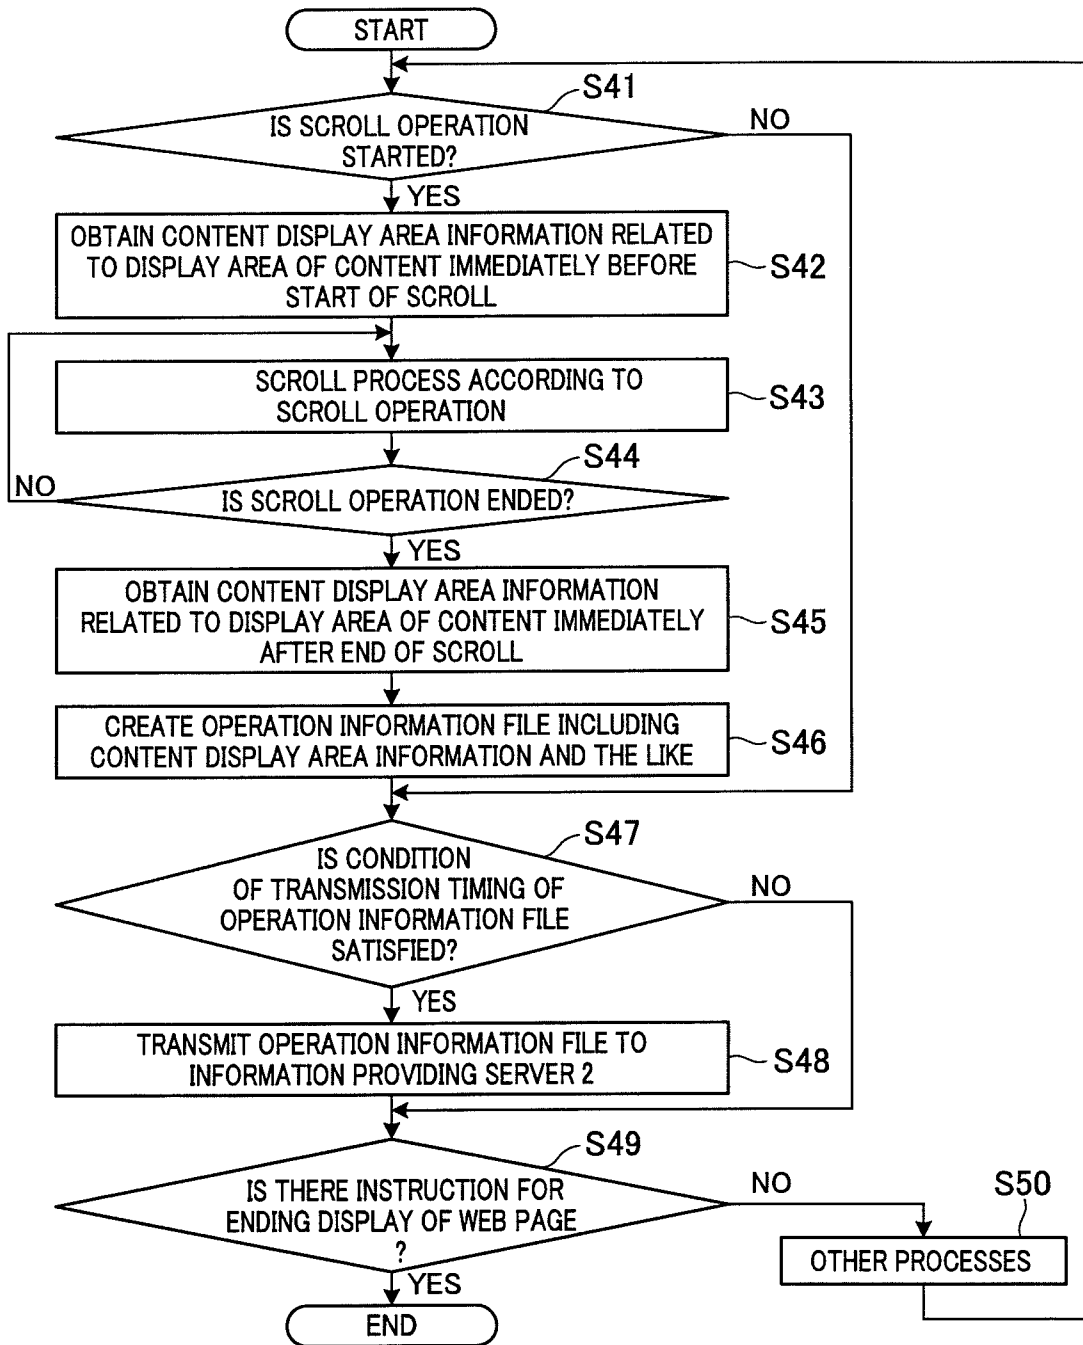 START
S41
IS SCROLL OPERATION
STARTED?
NO
YES
OBTAIN CONTENT DISPLAY AREA INFORMATION RELATED
TO DISPLAY AREA OF CONTENT IMMEDIATELY BEFORE
START OF SCROLL
S42
SCROLL PROCESS ACCORDING TO
SCROLL OPERATION
S43
S44
NO
IS SCROLL OPERATION ENDED?
YES
OBTAIN CONTENT DISPLAY AREA INFORMATION
RELATED TO DISPLAY AREA OF CONTENT IMMEDIATELY
AFTER END OF SCROLL
S45
CREATE OPERATION INFORMATION FILE INCLUDING
CONTENT DISPLAY AREA INFORMATION AND THE LIKE
S46
S47
IS CONDITION
OF TRANSMISSION TIMING OF
OPERATION INFORMATION FILE
SATISFIED?
NO
YES
TRANSMIT OPERATION INFORMATION FILE TO
INFORMATION PROVIDING SERVER 2
S48
S49
IS THERE INSTRUCTION FOR
ENDING DISPLAY OF WEB PAGE
?
NO
S50
OTHER PROCESSES
YES
END